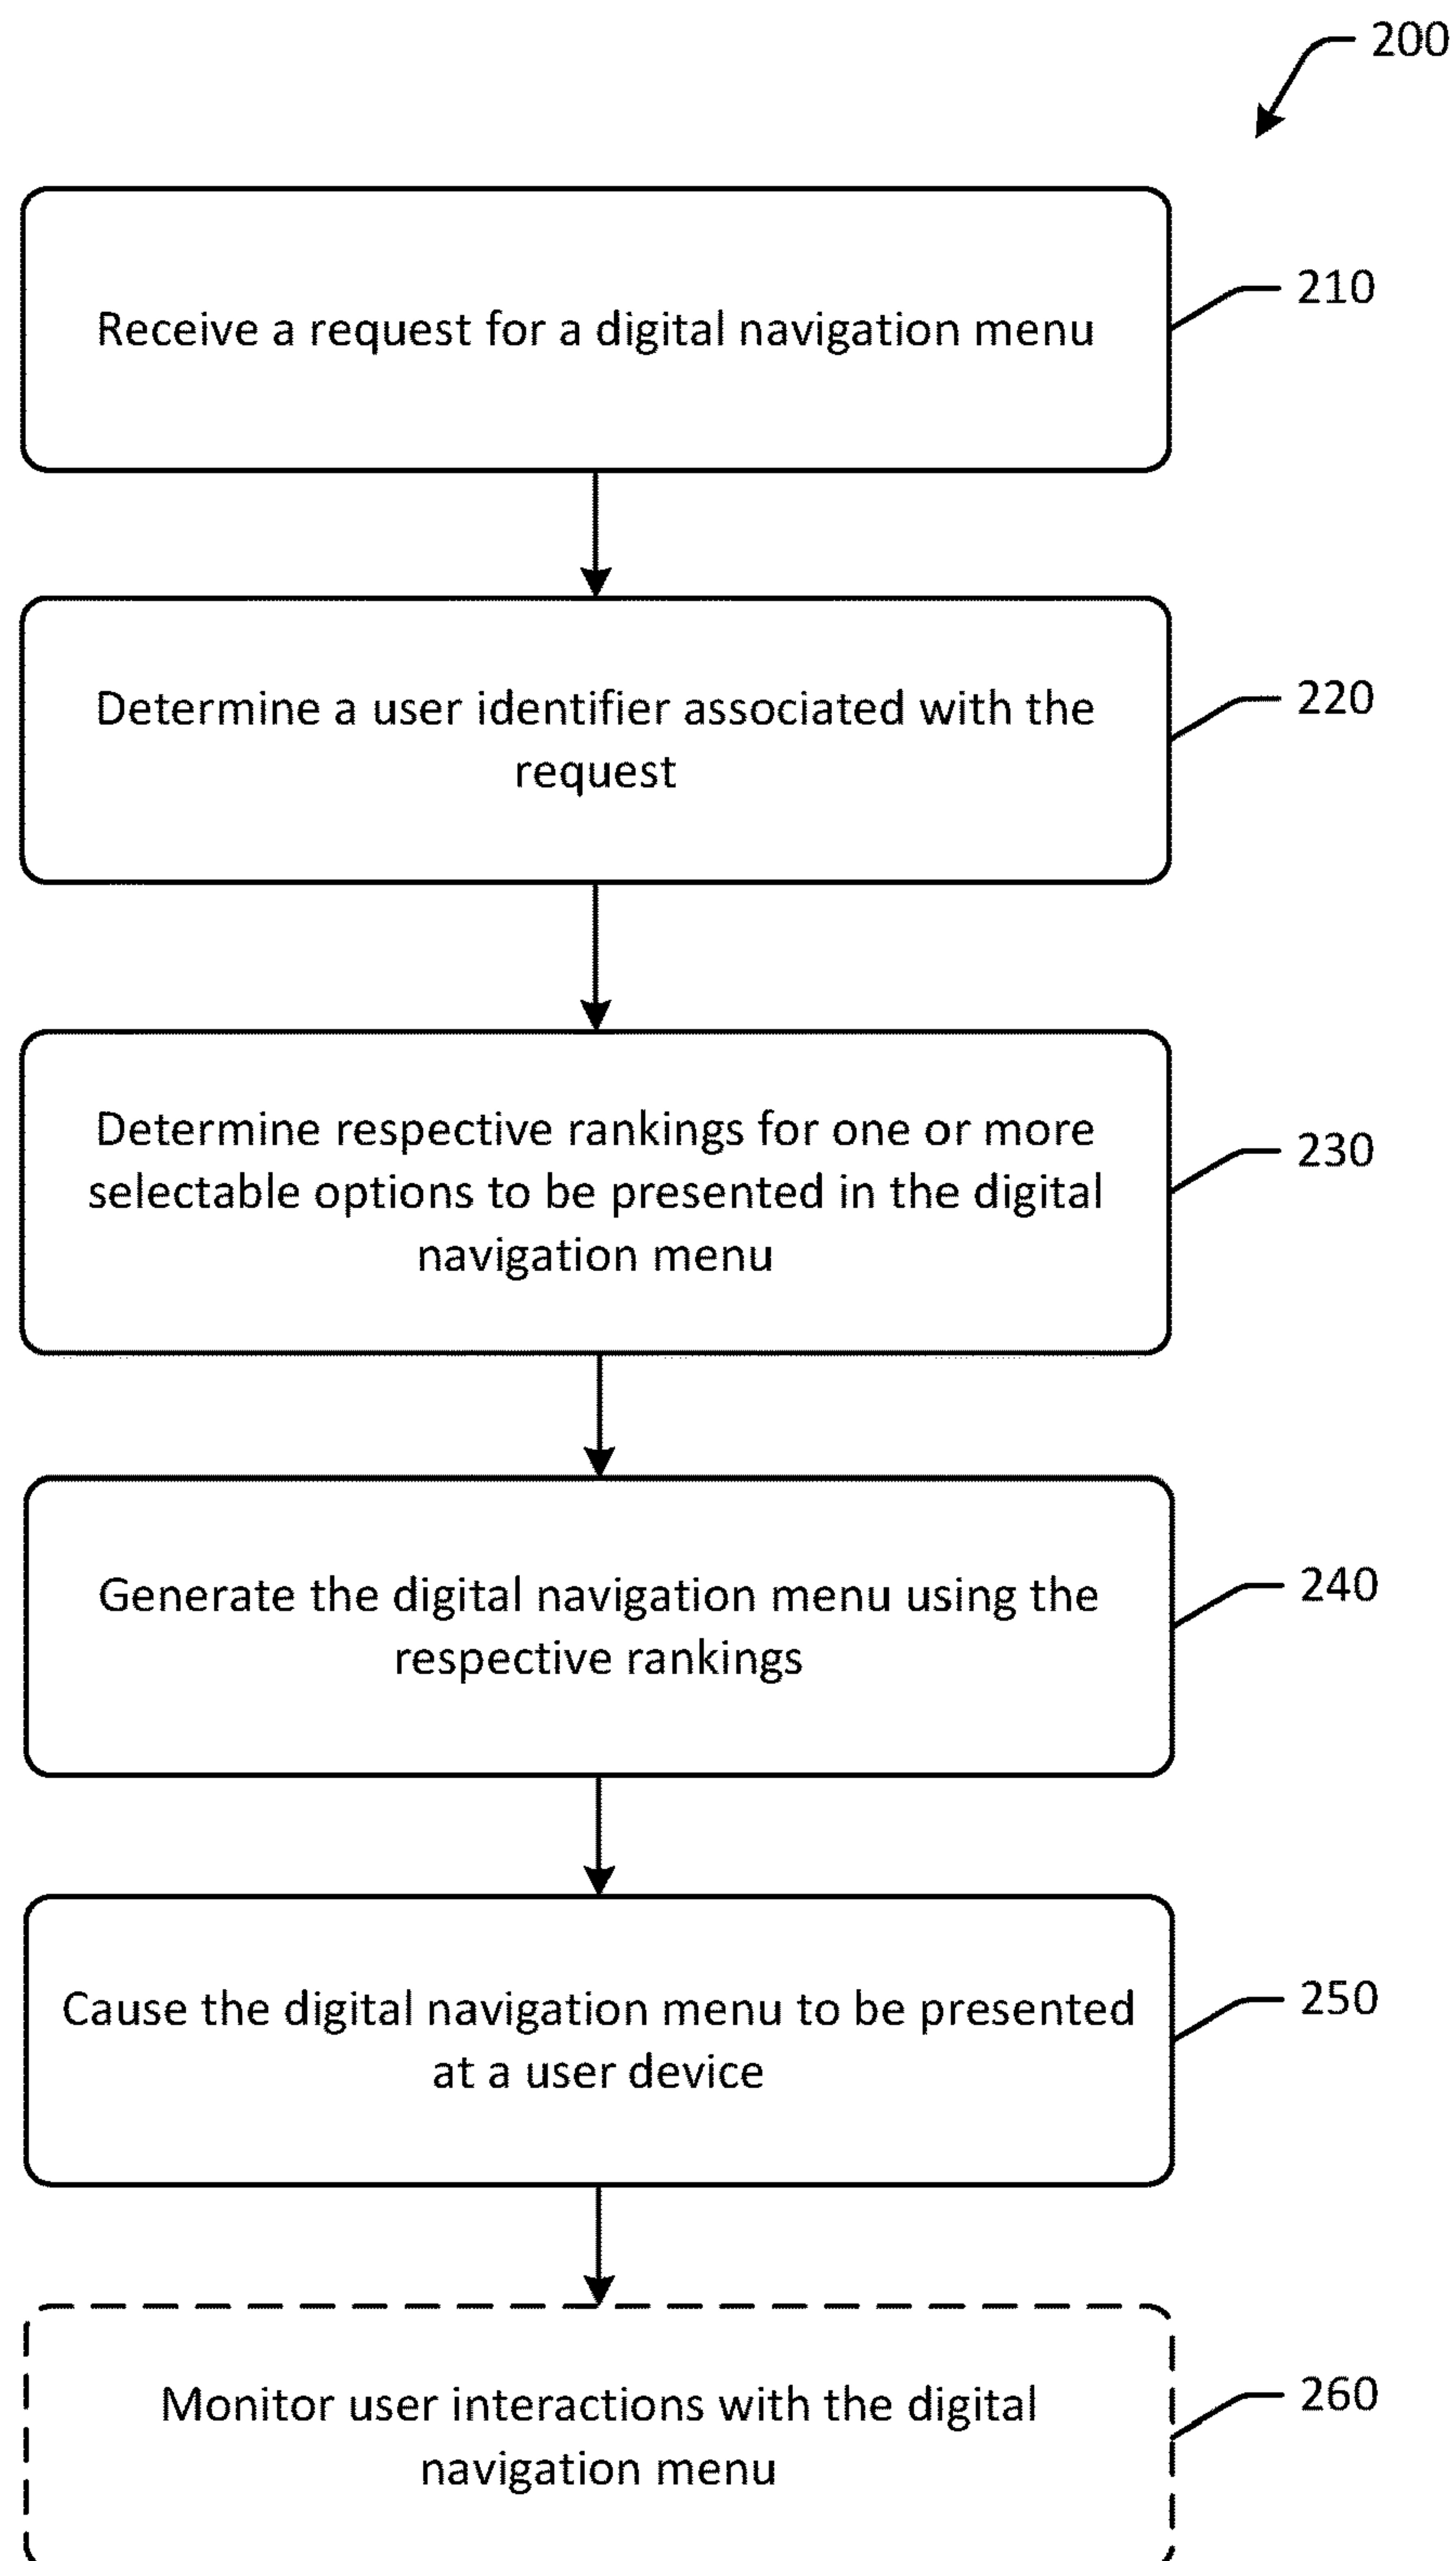 200
Receive a request for a digital navigation menu
210
Determine a user identifier associated with the
request
220
Determine respective rankings for one or more
selectable options to be presented in the digital
navigation menu
230
Generate the digital navigation menu using the
respective rankings
240
Cause the digital navigation menu to be presented
at a user device
250
Monitor user interactions with the digital
navigation menu
260